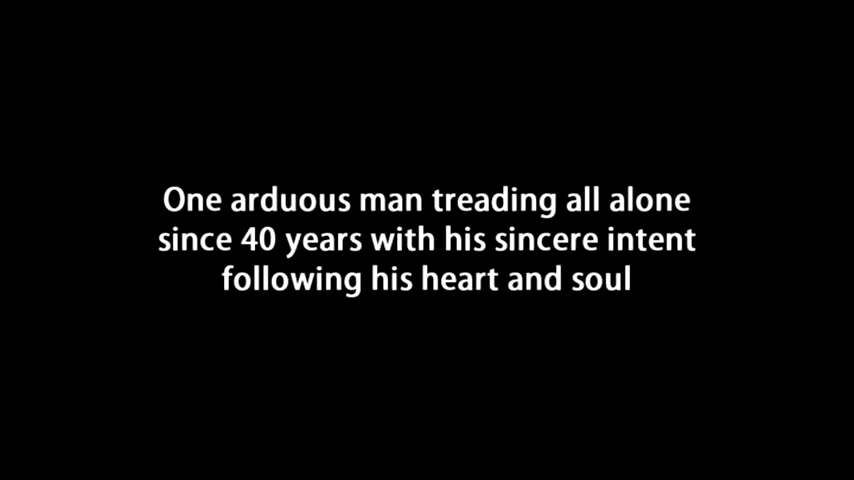 One arduous man treading all alone
since 40 years with his sincere intent
following his heart and soul